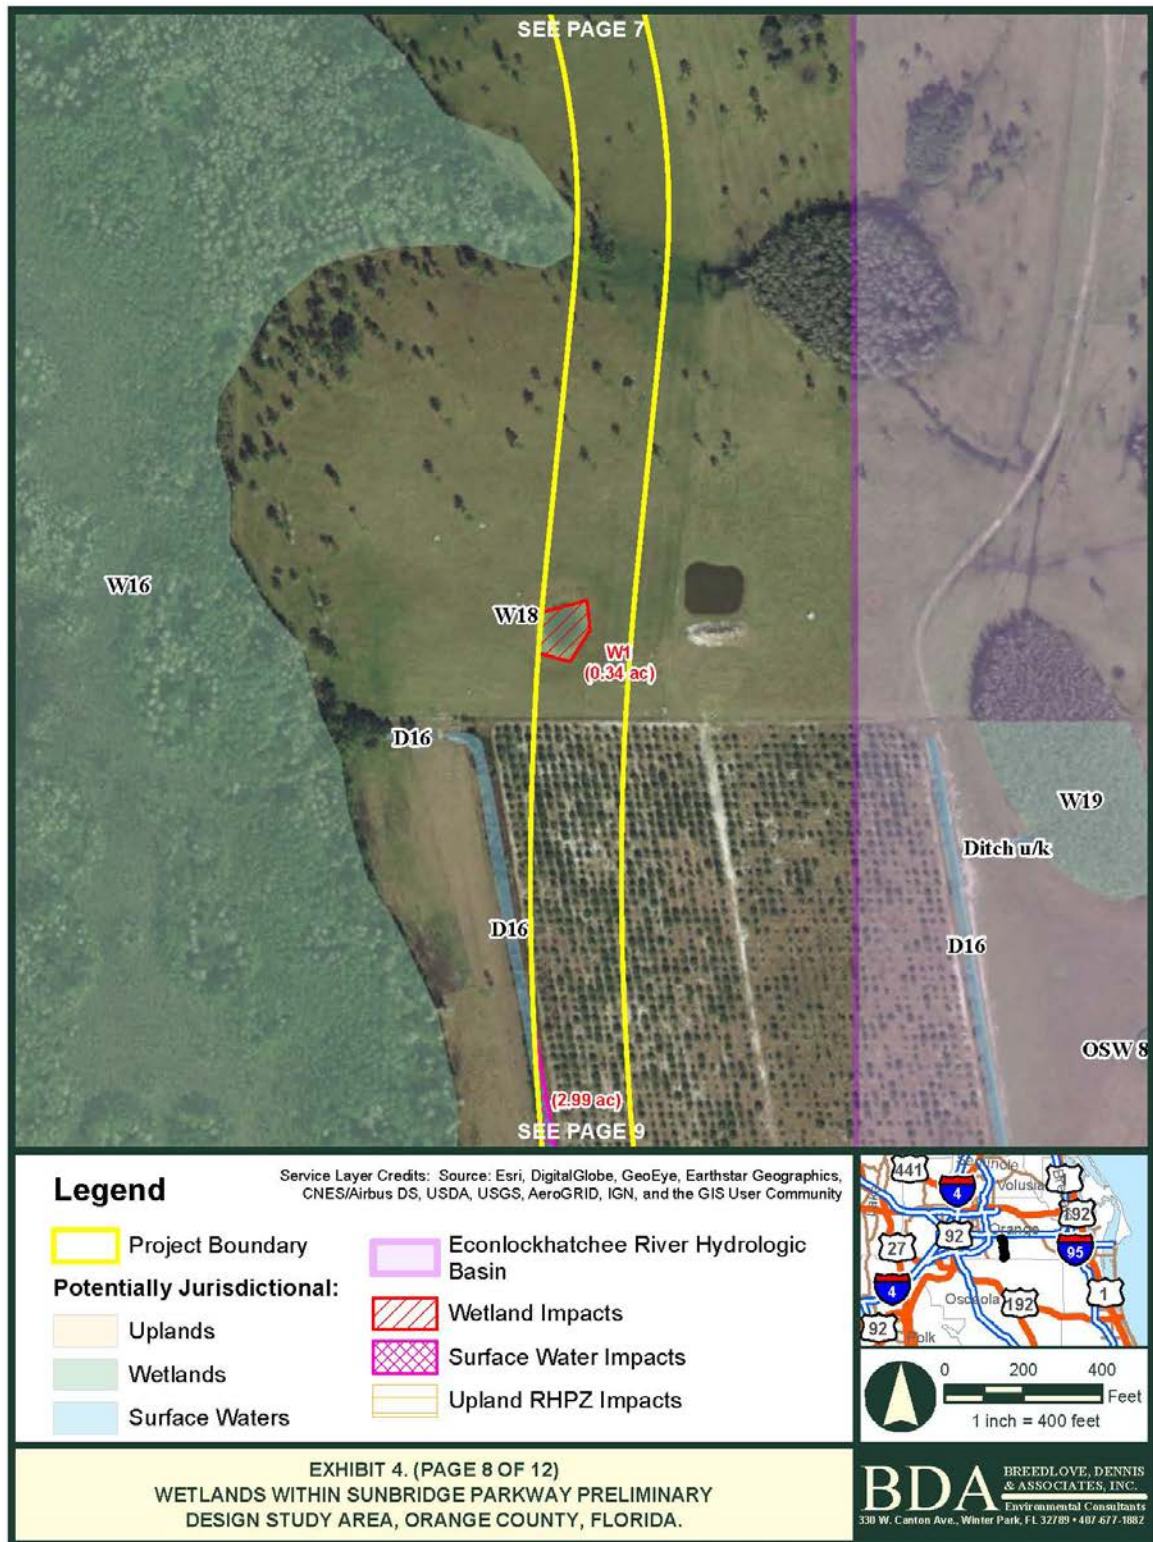 SEE PAGE 7
W16
W18
W1
(0.34 ac)
D16
W19
Ditch u/k
D16
D16
OSW 8
(2.99 ac)
SEE PAGE 9
Legend
Service Layer Credits: Source: Esri, DigitalGlobe, GeoEye, Earthstar Geographics,
CNES/Airbus DS, USDA, USGS, AeroGRID, IGN, and the GIS User Community
Project Boundary
Potentially Jurisdictional:
Uplands
Wetlands
Surface Waters
Econlockhatchee River Hydrologic
Basin
Wetland Impacts
Surface Water Impacts
Upland RHPZ Impacts
441
4
Volusia
192
Orange
92
27
95
4
Osceola
192
1
92
Polk
0 200 400
Feet
1 inch = 400 feet
EXHIBIT 4. (PAGE 8 OF 12)
WETLANDS WITHIN SUNBRIDGE PARKWAY PRELIMINARY
DESIGN STUDY AREA, ORANGE COUNTY, FLORIDA.
BDA
BREEDLOVE, DENNIS
& ASSOCIATES, INC.
Environmental Consultants
330 W. Canton Ave., Winter Park, FL 32789 • 407-677-1882